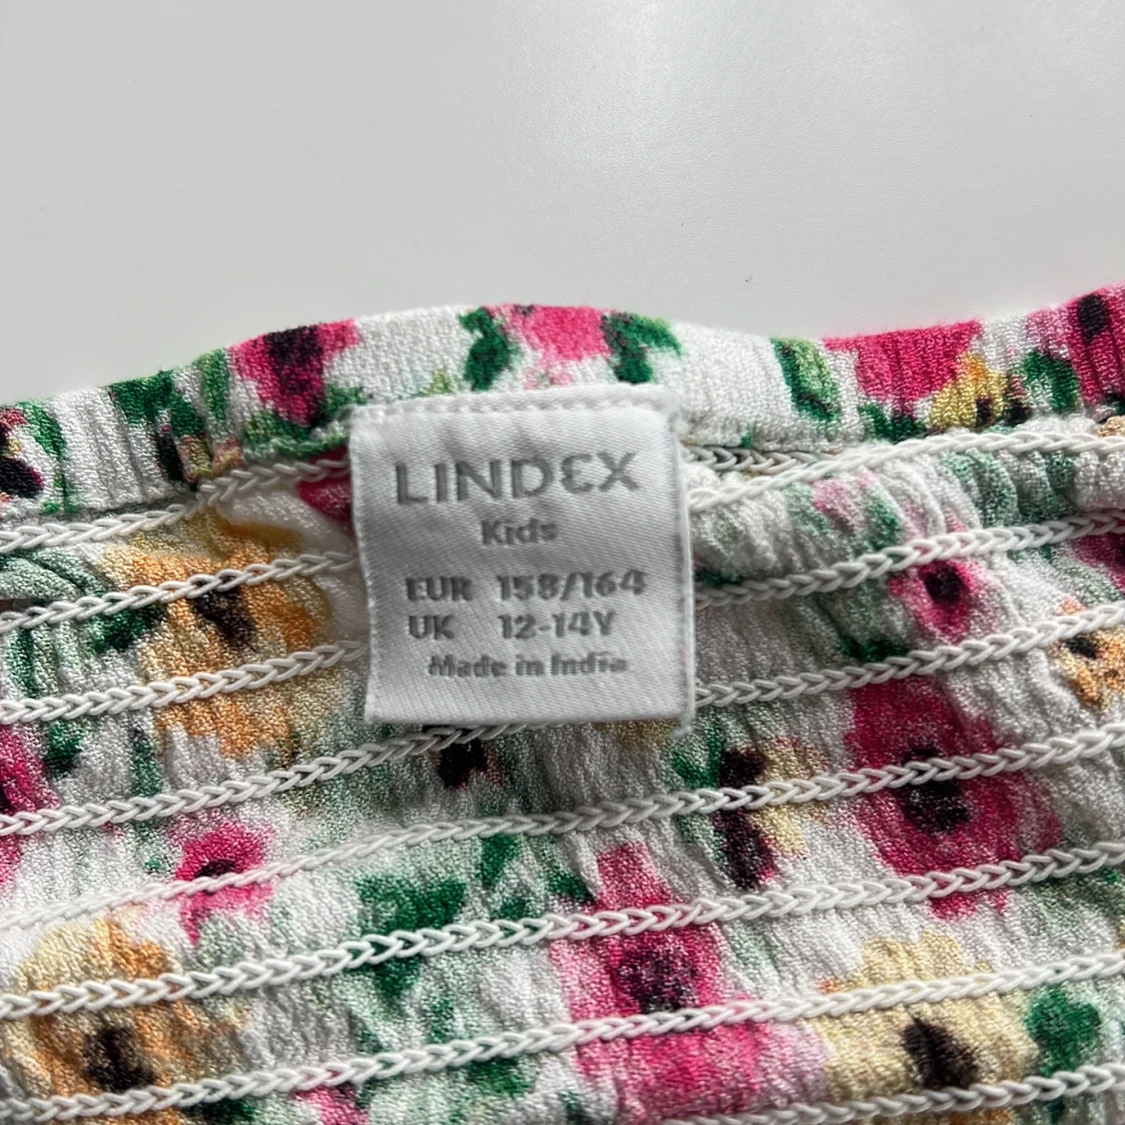 LINDEX
Kids
EUR 158/164
UK 12-14Y
Made in India